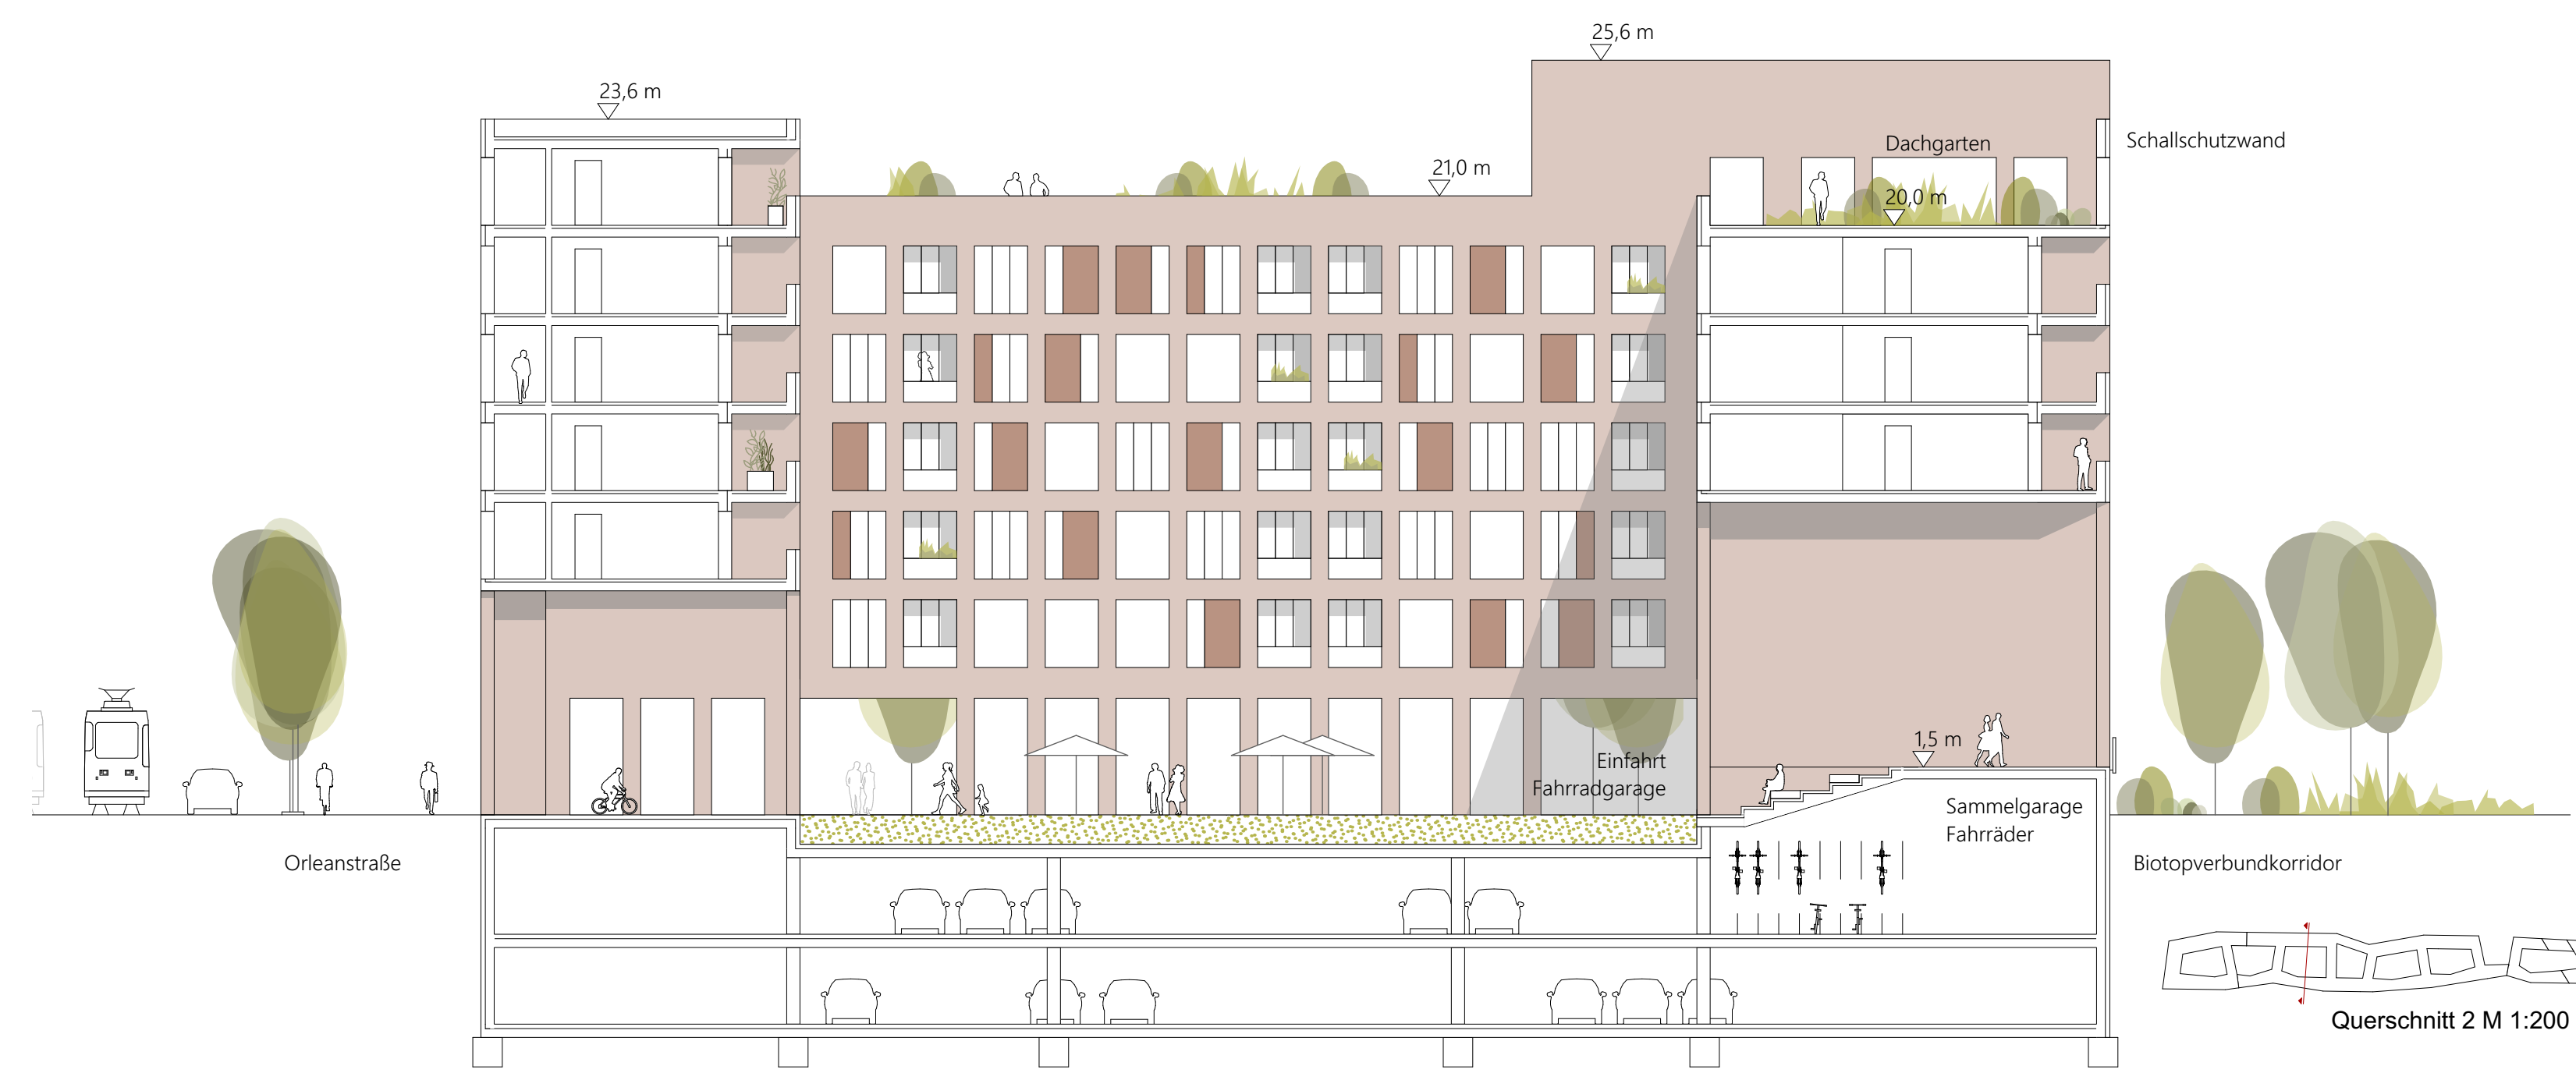 25,6 m
23,6 m
Dachgarten
Schallschutzwand
21,0 m
20,0 m
1,5 m
Einfahrt
Fahrradgarage
Sammelgarage
Fahrräder
Orleanstraße
Biotopverbundkorridor
Querschnitt 2 M 1:200